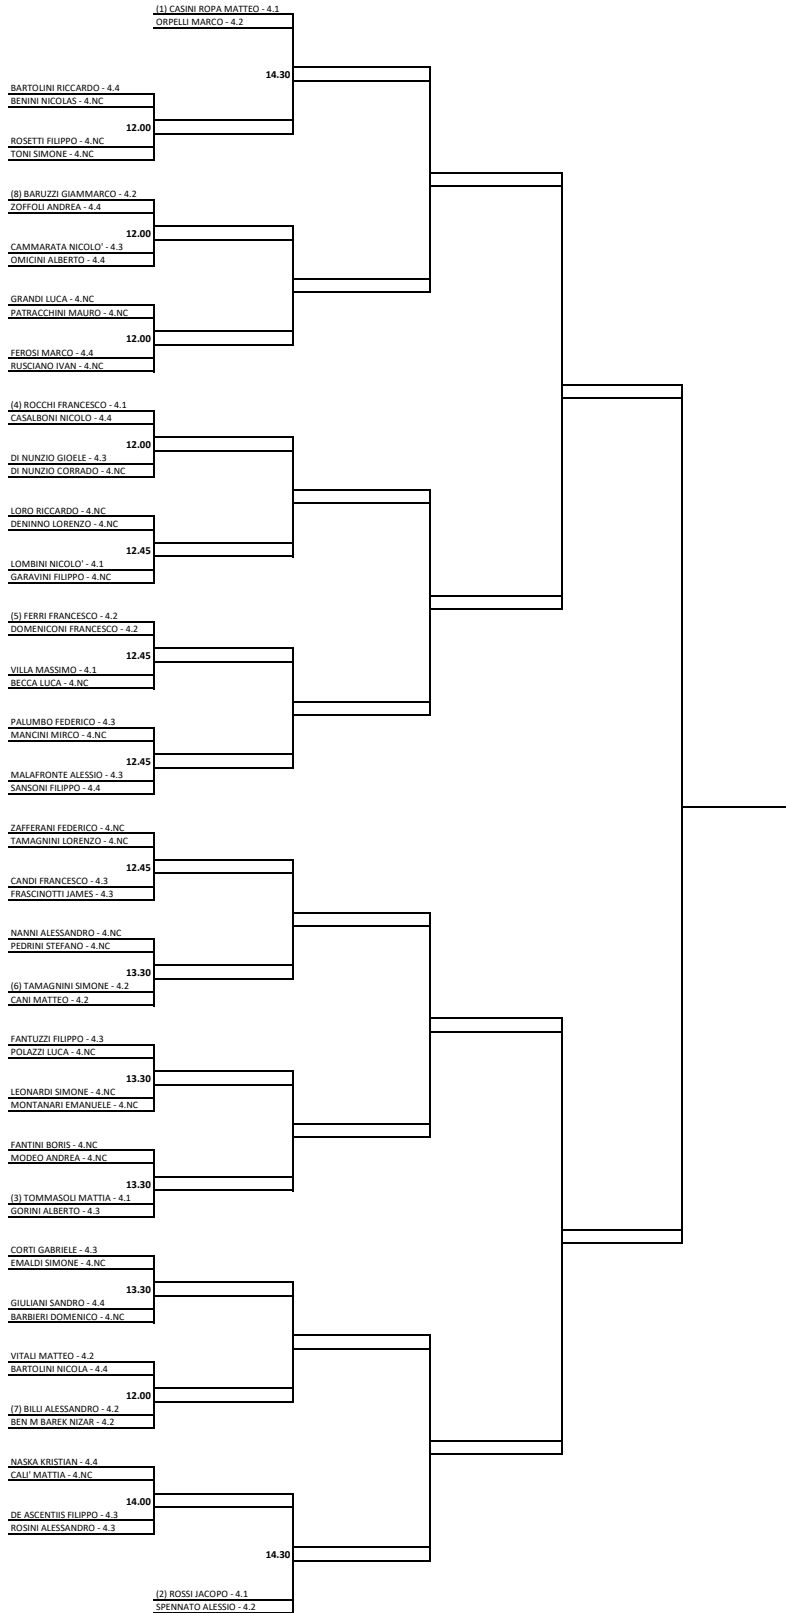 (1) CASINI ROPA MATTEO - 4.1
ORPELLI MARCO - 4.2
14.30
BARTOLINI RICCARDO - 4.4
BENINI NICOLAS - 4.NC
12.00
ROSETTI FILIPPO - 4.NC
TONI SIMONE - 4.NC
(8) BARUZZI GIAMMARCO - 4.2
ZOFFOLI ANDREA - 4.4
12.00
CAMMARATA NICOLO' - 4.3
OMICINI ALBERTO - 4.4
GRANDI LUCA - 4.NC
PATRACCHINI MAURO - 4.NC
12.00
FEROSI MARCO - 4.4
RUSCIANO IVAN - 4.NC
(4) ROCCHI FRANCESCO - 4.1
CASALBONI NICOLO - 4.4
12.00
DI NUNZIO GIOELE - 4.3
DI NUNZIO CORRADO - 4.NC
LORO RICCARDO - 4.NC
DENINNO LORENZO - 4.NC
12.45
LOMBINI NICOLO' - 4.1
GARAVINI FILIPPO - 4.NC
(5) FERRI FRANCESCO - 4.2
DOMENICONI FRANCESCO - 4.2
12.45
VILLA MASSIMO - 4.1
BECCA LUCA - 4.NC
PALUMBO FEDERICO - 4.3
MANCINI MIRCO - 4.NC
12.45
MALAFRONTE ALESSIO - 4.3
SANSONI FILIPPO - 4.4
ZAFFERANI FEDERICO - 4.NC
TAMAGNINI LORENZO - 4.NC
12.45
CANDI FRANCESCO - 4.3
FRASCINOTTI JAMES - 4.3
NANNI ALESSANDRO - 4.NC
PEDRINI STEFANO - 4.NC
13.30
(6) TAMAGNINI SIMONE - 4.2
CANI MATTEO - 4.2
FANTUZZI FILIPPO - 4.3
POLAZZI LUCA - 4.NC
13.30
LEONARDI SIMONE - 4.NC
MONTANARI EMANUELE - 4.NC
FANTINI BORIS - 4.NC
MODEO ANDREA - 4.NC
13.30
(3) TOMMASOLI MATTIA - 4.1
GORINI ALBERTO - 4.3
CORTI GABRIELE - 4.3
EMALDI SIMONE - 4.NC
13.30
GIULIANI SANDRO - 4.4
BARBIERI DOMENICO - 4.NC
VITALI MATTEO - 4.2
BARTOLINI NICOLA - 4.4
12.00
(7) BILLI ALESSANDRO - 4.2
BEN M BAREK NIZAR - 4.2
NASKA KRISTIAN - 4.4
CALI' MATTIA - 4.NC
14.00
DE ASCENTIIS FILIPPO - 4.3
ROSINI ALESSANDRO - 4.3
14.30
(2) ROSSI JACOPO - 4.1
SPENNATO ALESSIO - 4.2